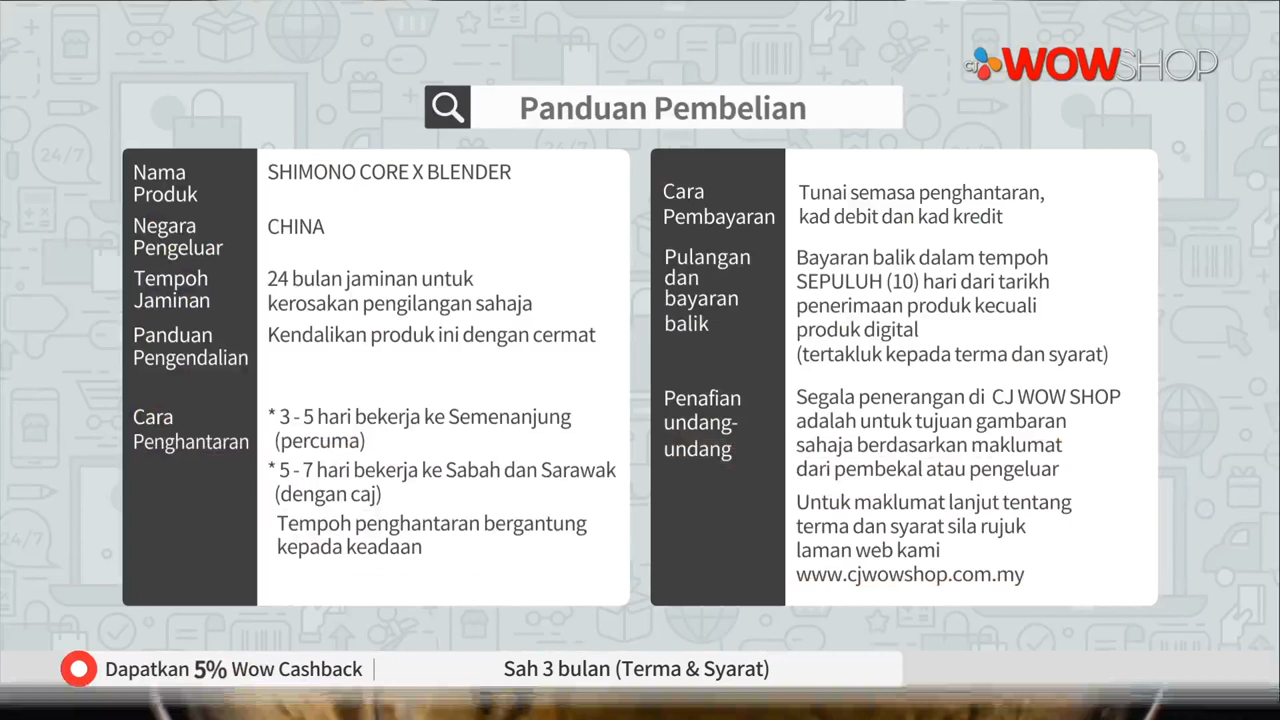 CJ WOWSHOP
Panduan Pembelian
Nama
Produk
SHIMONO CORE X BLENDER
Negara
Pengeluar
CHINA
Tempoh
Jaminan
24 bulan jaminan untuk
kerosakan pengilangan sahaja
Panduan
Pengendalian
Kendalikan produk ini dengan cermat
Cara
Penghantaran
* 3 - 5 hari bekerja ke Semenanjung
(percuma)
* 5 - 7 hari bekerja ke Sabah dan Sarawak
(dengan caj)
Tempoh penghantaran bergantung
kepada keadaan
Cara
Pembayaran
Tunai semasa penghantaran,
kad debit dan kad kredit
Pulangan
dan
bayaran
balik
Bayaran balik dalam tempoh
SEPULUH (10) hari dari tarikh
penerimaan produk kecuali
produk digital
(tertakluk kepada terma dan syarat)
Penafian
undang-
undang
Segala penerangan di CJ WOW SHOP
adalah untuk tujuan gambaran
sahaja berdasarkan maklumat
dari pembekal atau pengeluar
Untuk maklumat lanjut tentang
terma dan syarat sila rujuk
laman web kami
www.cjwowshop.com.my
Dapatkan 5% Wow Cashback
Sah 3 bulan (Terma & Syarat)
24/7
24/7